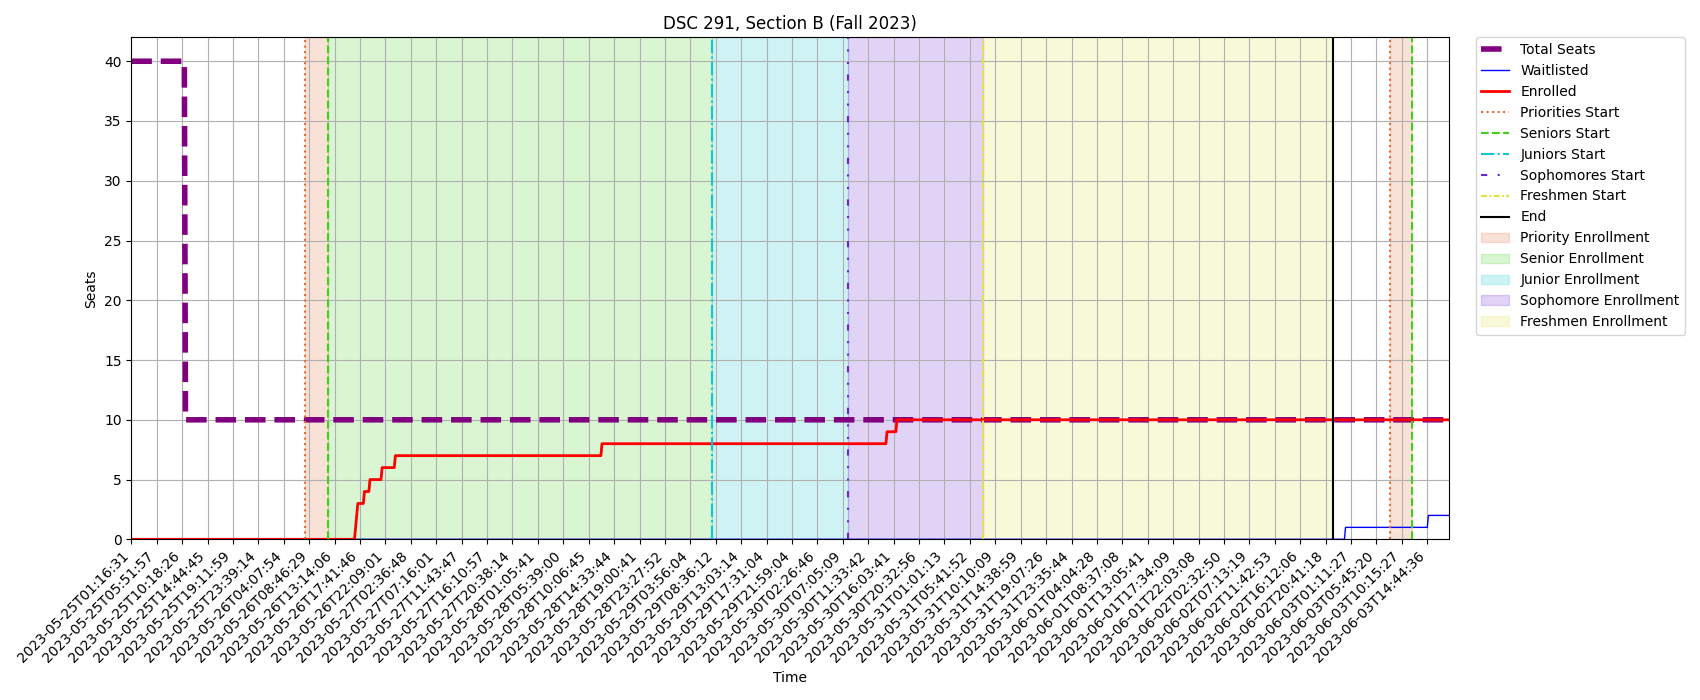 DSC 291, Section B (Fall 2023)
Seats
40
35
30
25
20
15
10
5
0
2023-05-25T01:16:31
2023-05-25T05:51:57
2023-05-25T10:18:26
2023-05-25T14:44:45
2023-05-25T19:11:59
2023-05-25T23:39:14
2023-05-26T04:07:54
2023-05-26T08:46:29
2023-05-26T13:14:06
2023-05-26T17:41:46
2023-05-26T22:09:01
2023-05-27T02:36:48
2023-05-27T07:16:01
2023-05-27T11:43:47
2023-05-27T16:10:57
2023-05-27T20:38:14
2023-05-28T01:05:41
2023-05-28T05:39:00
2023-05-28T10:06:45
2023-05-28T14:33:44
2023-05-28T19:00:41
2023-05-28T23:27:52
2023-05-29T03:56:04
2023-05-29T08:36:12
2023-05-29T13:03:14
2023-05-29T17:31:04
2023-05-29T21:59:04
2023-05-30T02:26:46
2023-05-30T07:05:09
2023-05-30T11:33:42
2023-05-30T16:03:41
2023-05-30T20:32:56
2023-05-31T01:01:13
2023-05-31T05:41:52
2023-05-31T10:10:09
2023-05-31T14:38:59
2023-05-31T19:07:26
2023-05-31T23:35:44
2023-06-01T04:04:28
2023-06-01T08:37:08
2023-06-01T13:05:41
2023-06-01T17:34:09
2023-06-01T22:03:08
2023-06-02T02:32:50
2023-06-02T07:13:19
2023-06-02T11:42:53
2023-06-02T16:12:06
2023-06-02T20:41:18
2023-06-03T01:11:27
2023-06-03T05:45:20
2023-06-03T10:15:27
2023-06-03T14:44:36
Time
Total Seats
Waitlisted
Enrolled
Priorities Start
Seniors Start
Juniors Start
Sophomores Start
Freshmen Start
End
Priority Enrollment
Senior Enrollment
Junior Enrollment
Sophomore Enrollment
Freshmen Enrollment